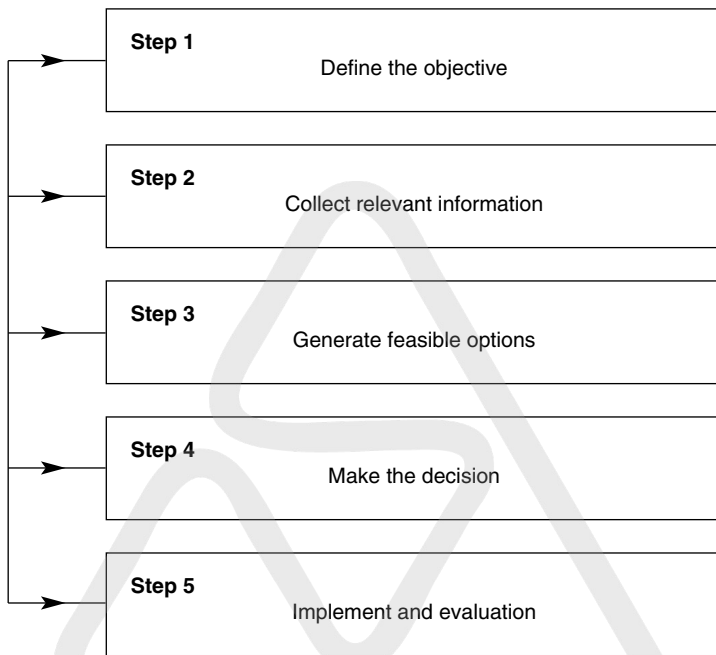 Step 1
Define the objective
Step 2
Collect relevant information
Step 3
Generate feasible options
Step 4
Make the decision
Step 5
Implement and evaluation